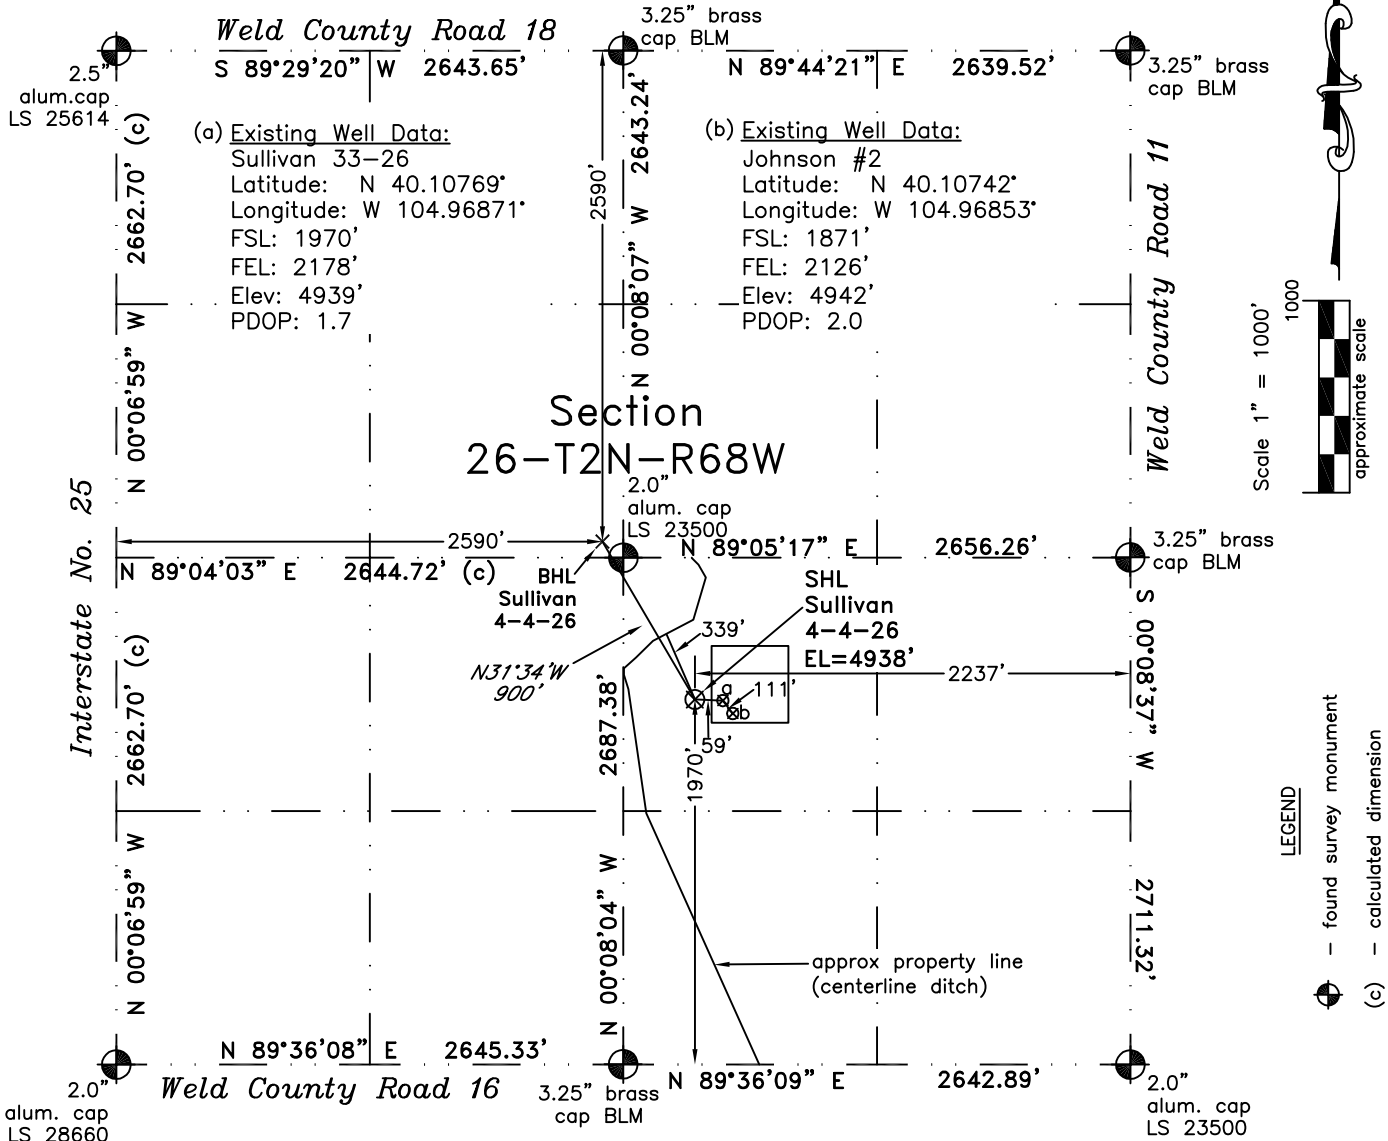 Weld County Road 18
3.25" brass
cap BLM
2.5"
alum.cap
LS 25614
S 89°29'20" W 2643.65'
N 89°44'21" E 2639.52'
3.25" brass
cap BLM
(a) Existing Well Data:
Sullivan 33-26
Latitude: N 40.10769°
Longitude: W 104.96871°
FSL: 1970'
FEL: 2178'
Elev: 4939'
PDOP: 1.7
(b) Existing Well Data:
Johnson #2
Latitude: N 40.10742°
Longitude: W 104.96853°
FSL: 1871'
FEL: 2126'
Elev: 4942'
PDOP: 2.0
N 00°06'59" W 2662.70' (c)
2590'
N 00°08'07" W 2643.24'
Weld County Road 11
Scale 1" = 1000'
1000
approximate scale
Section
26-T2N-R68W
2.0"
alum. cap
LS 23500
Interstate No. 25
2590'
N 89°04'03" E 2644.72' (c)
N 89°05'17" E 2656.26'
3.25" brass
cap BLM
BHL
Sullivan
4-4-26
SHL
Sullivan
4-4-26
EL=4938'
339'
N31°34'W
900'
2237'
a
111'
b
59'
1970'
N 00°06'59" W 2662.70' (c)
N 00°08'04" W 2687.38'
S 00°08'37" W 2711.32'
approx property line
(centerline ditch)
LEGEND
- found survey monument
(c) - calculated dimension
N 89°36'08" E 2645.33'
N 89°36'09" E 2642.89'
Weld County Road 16
2.0"
alum. cap
LS 28660
3.25" brass
cap BLM
2.0"
alum. cap
LS 23500